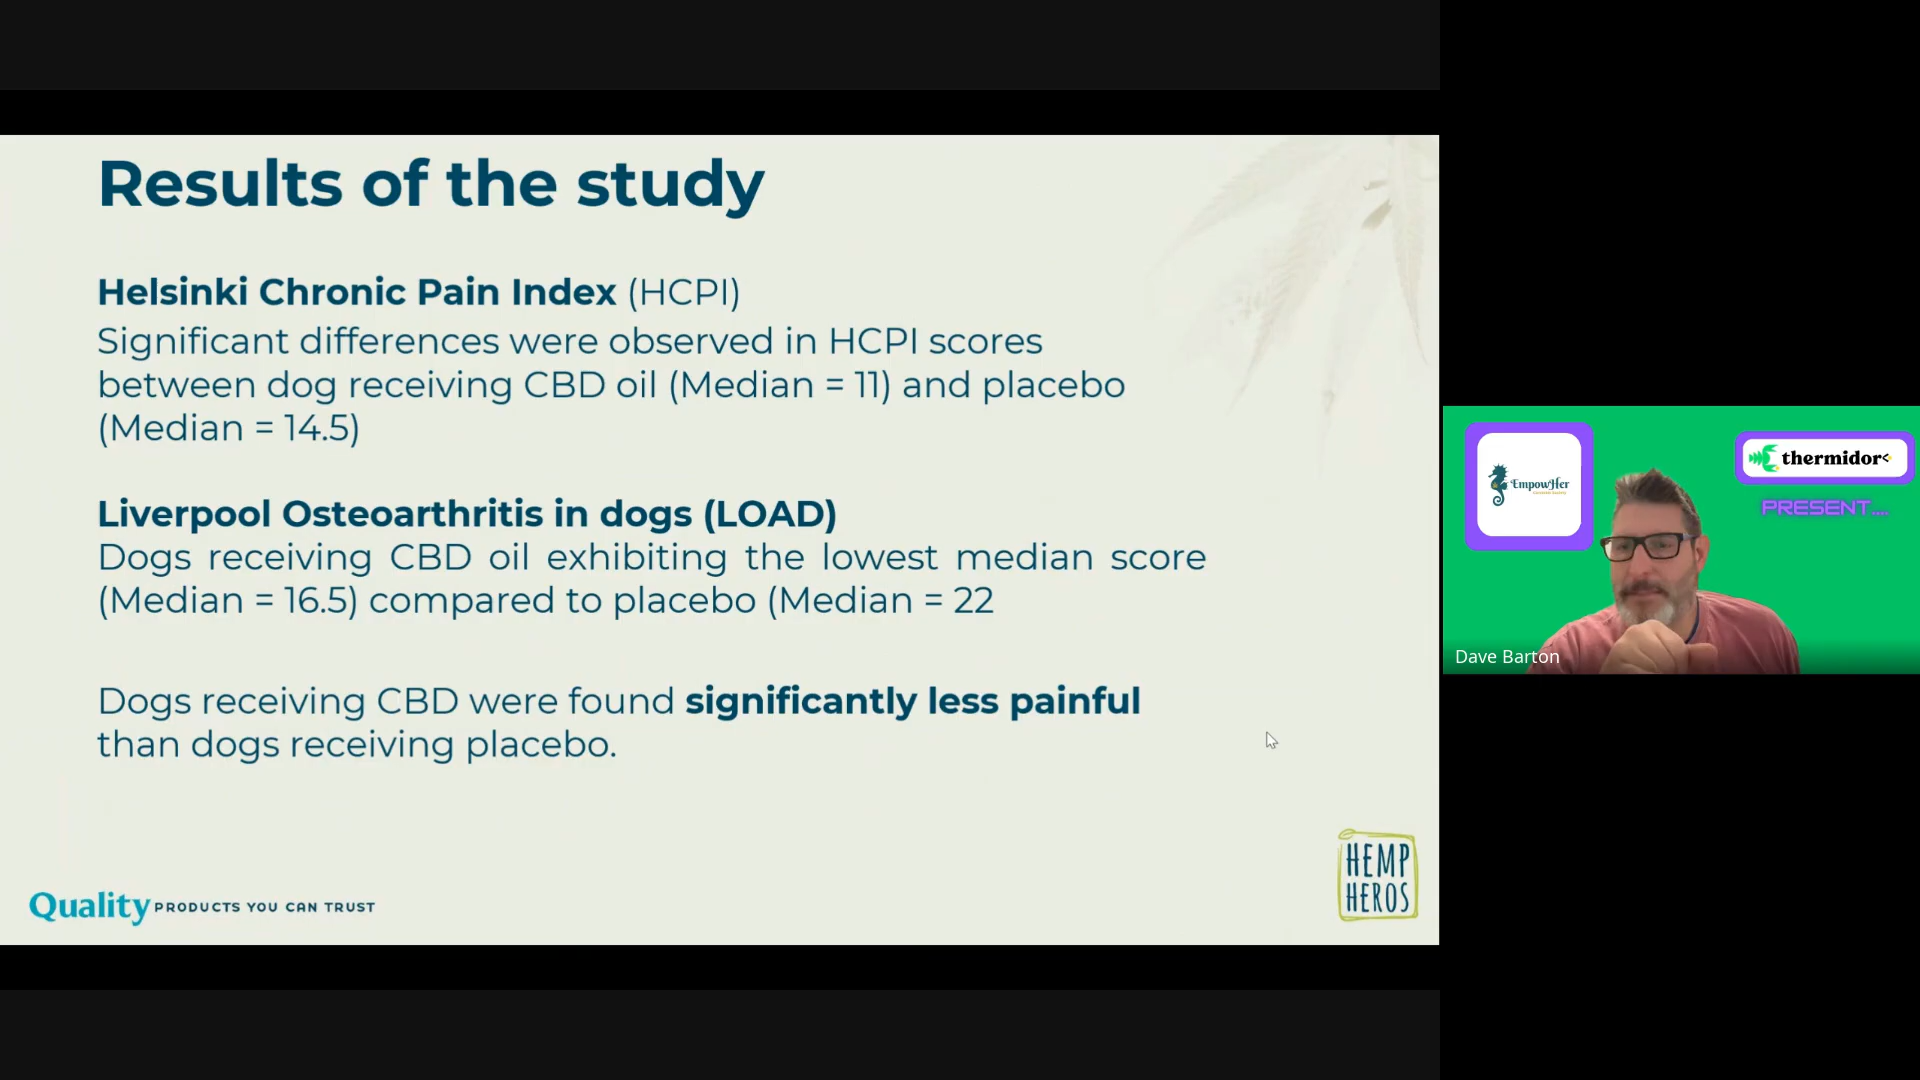 Results of the study
Helsinki Chronic Pain Index (HCPI)
Significant differences were observed in HCPI scores
between dog receiving CBD oil (Median = 11) and placebo
(Median = 14.5)
Liverpool Osteoarthritis in dogs (LOAD)
Dogs receiving CBD oil exhibiting the lowest median score
(Median = 16.5) compared to placebo (Median = 22
Dogs receiving CBD were found significantly less painful
than dogs receiving placebo.
Quality PRODUCTS YOU CAN TRUST
HEMP
HEROS
EmpowHer
thermidor
PRESENT....
Dave Barton